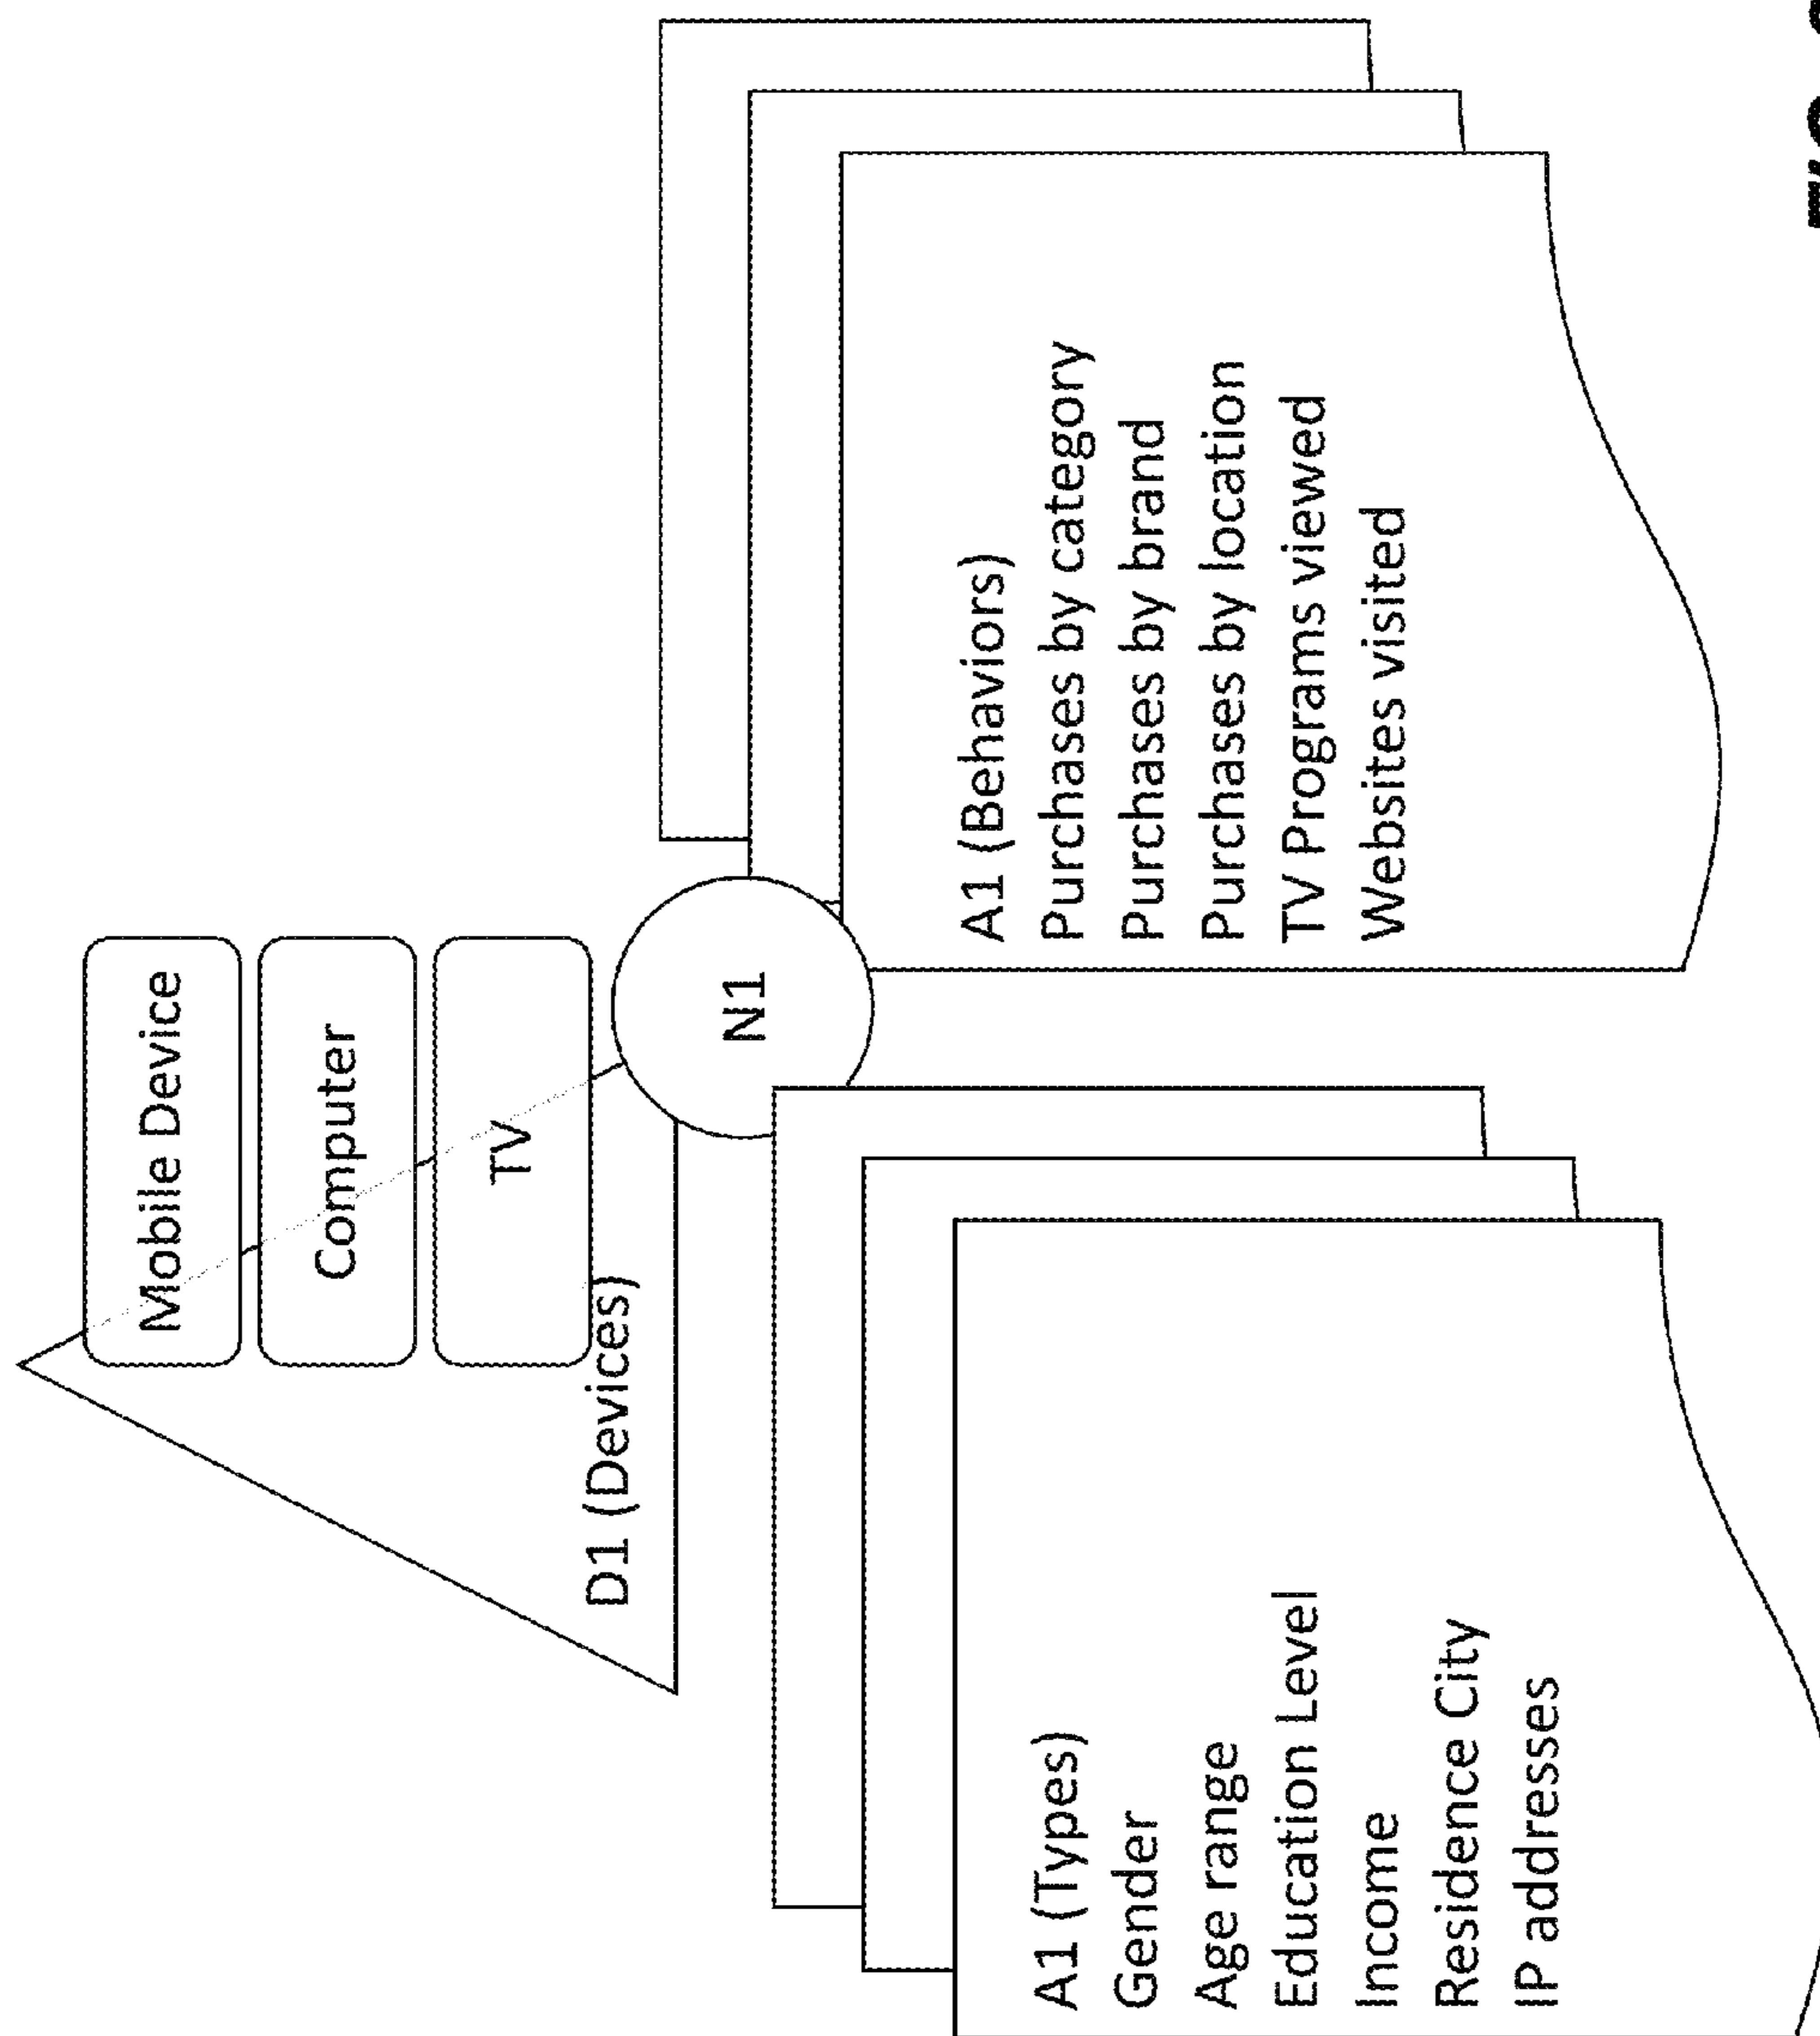 Mobile Device
Computer
TV
D1 (Devices)
N1
A1 (Types)
Gender
Age range
Education Level
Income
Residence City
IP addresses
A1 (Behaviors)
Purchases by category
Purchases by brand
Purchases by location
TV Programs viewed
Websites visited